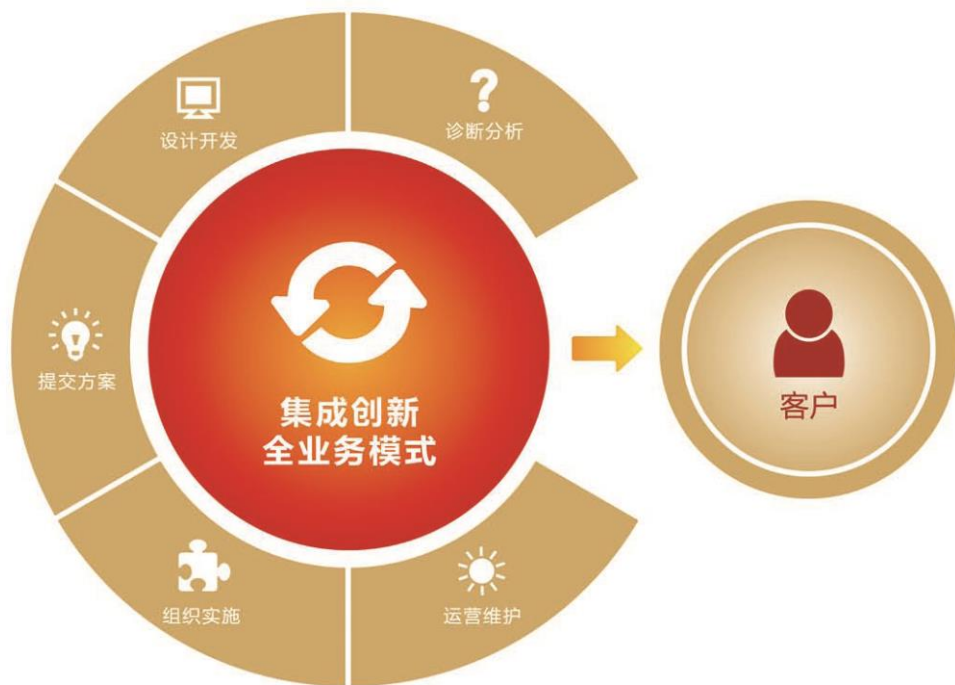 诊断分析
设计开发
提交方案
集成创新
全业务模式
客户
组织实施
运营维护